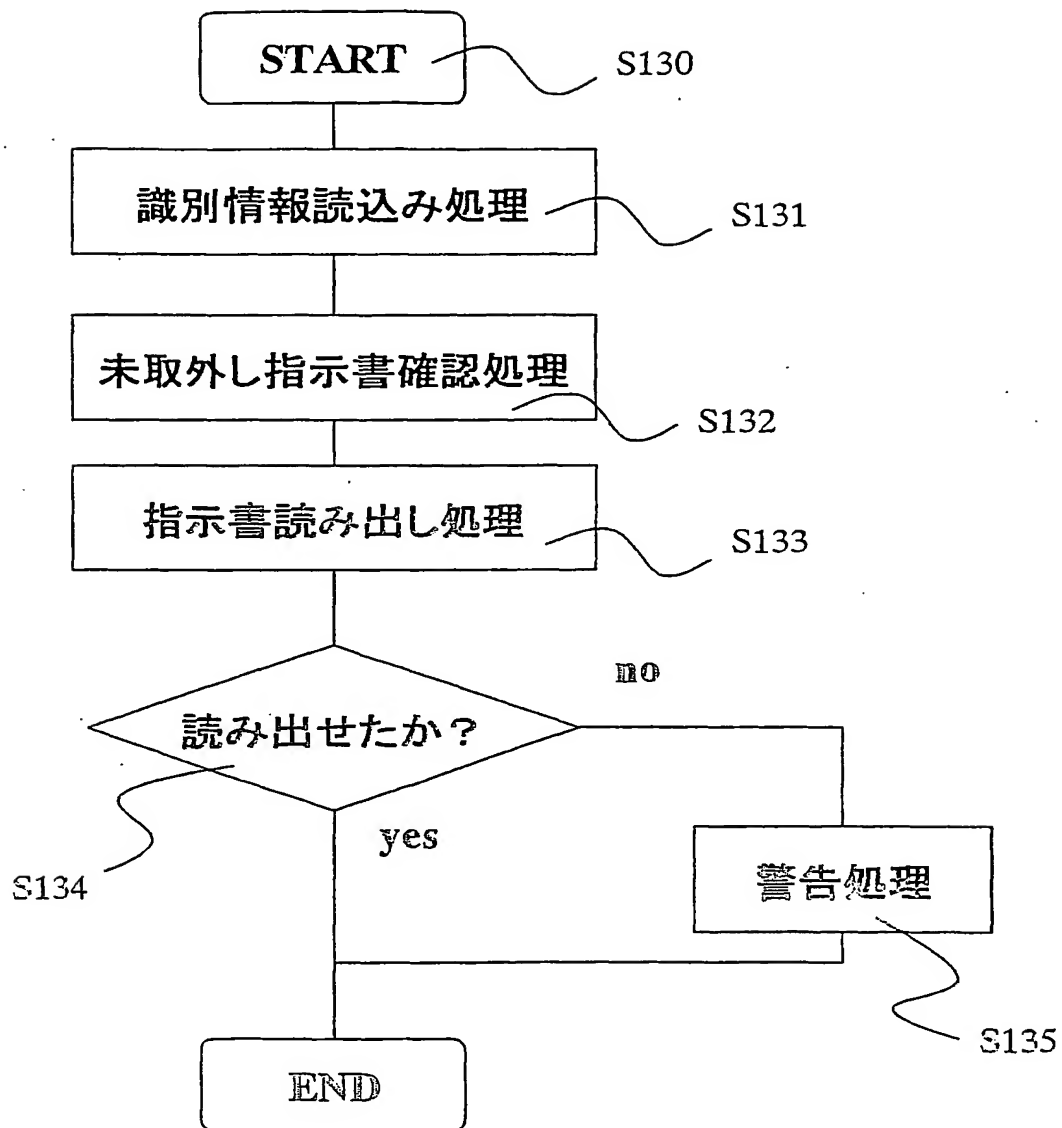 START
S130
識別情報読込み処理
S131
未取外し指示書確認処理
S132
指示書読み出し処理
S133
no
読み出せたか？
yes
S134
警告処理
S135
END